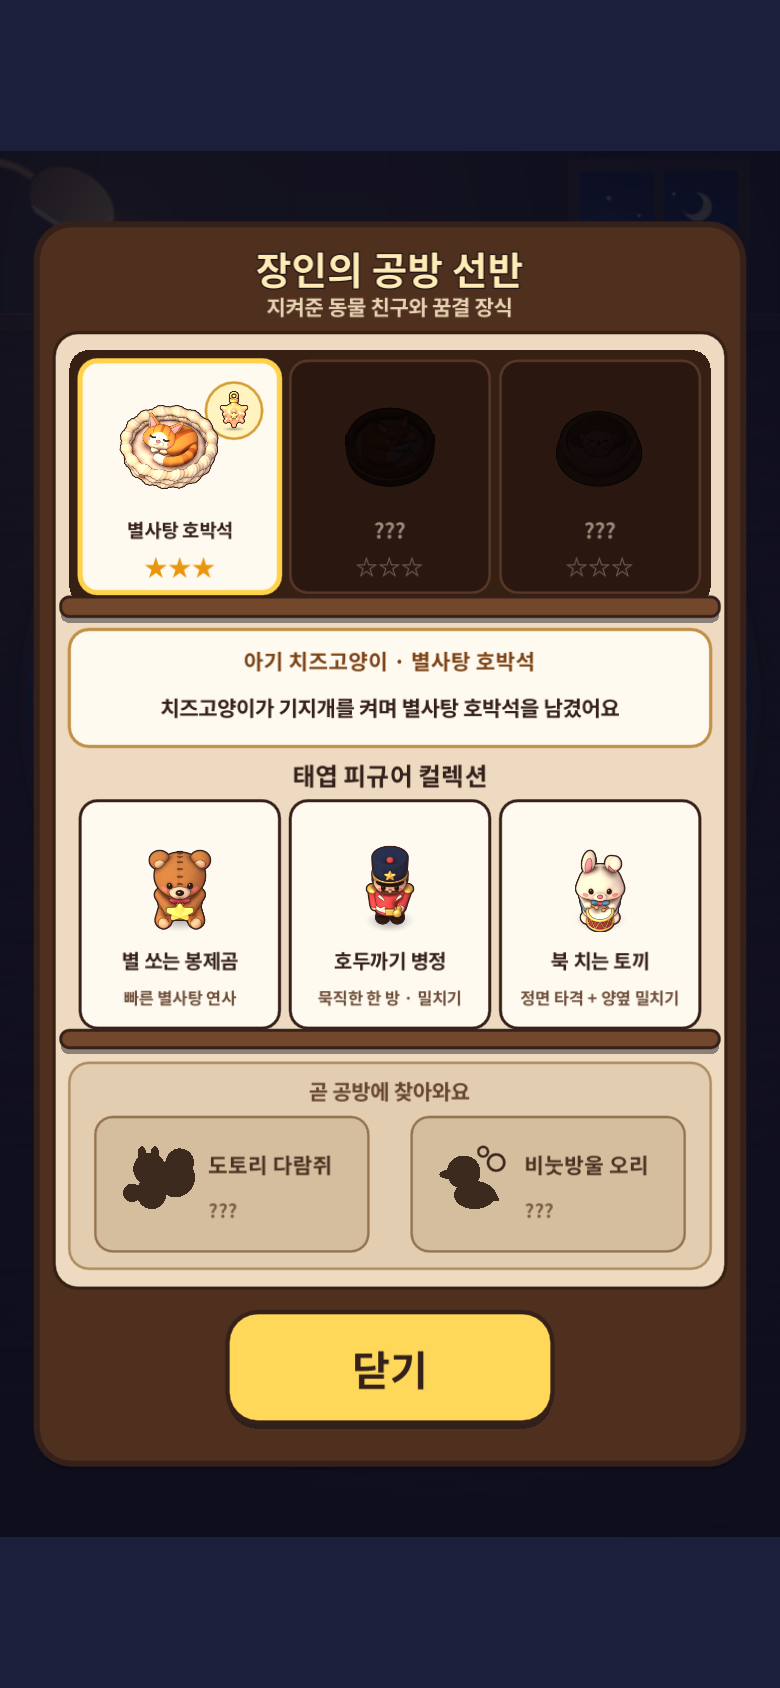 장인의 공방 선반
지켜준 동물 친구와 꿈결 장식
별사탕 호박석
★★★
???
☆☆☆
???
☆☆☆
아기 치즈고양이 · 별사탕 호박석
치즈고양이가 기지개를 켜며 별사탕 호박석을 남겼어요
태엽 피규어 컬렉션
별 쏘는 봉제곰
빠른 별사탕 연사
호두까기 병정
묵직한 한 방 · 밀치기
북 치는 토끼
정면 타격 + 양옆 밀치기
곧 공방에 찾아와요
도토리 다람쥐
???
비눗방울 오리
???
닫기